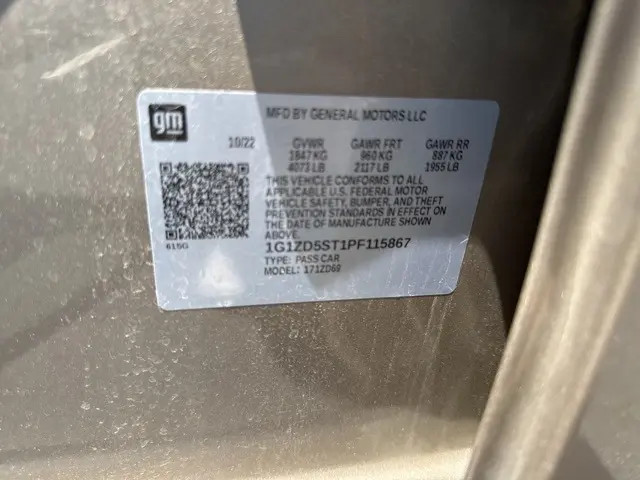 gm
MFD BY GENERAL MOTORS LLC
10/22 GVWR GAWR FRT GAWR RR
1847 KG 960 KG 887 KG
4073 LB 2117 LB 1955 LB
THIS VEHICLE CONFORMS TO ALL
APPLICABLE U.S. FEDERAL MOTOR
VEHICLE SAFETY, BUMPER, AND THEFT
PREVENTION STANDARDS IN EFFECT ON
THE DATE OF MANUFACTURE SHOWN
ABOVE.
615G
1G1ZD5ST1PF115867
TYPE: PASS CAR
MODEL: 171ZD69